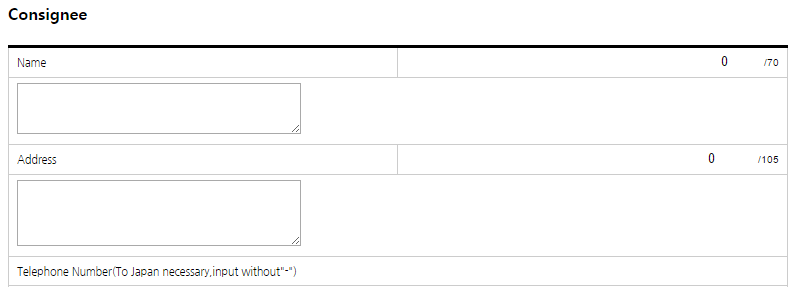 Consignee
Name 0 /70
Address 0 /105
Telephone Number(To Japan necessary,input without"-")